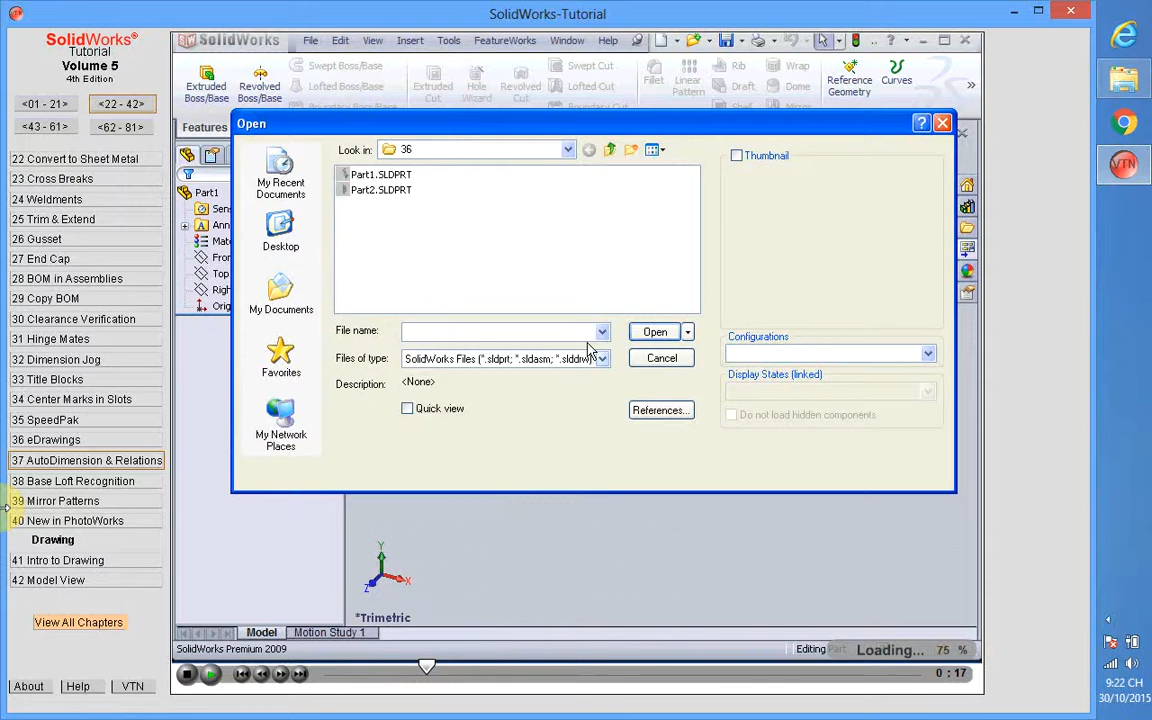 SolidWorks-Tutorial
SolidWorks®
Tutorial
Volume 5
4th Edition
<01 - 21>
<22 - 42>
<43 - 61>
<62 - 81>
22 Convert to Sheet Metal
23 Cross Breaks
24 Weldments
25 Trim & Extend
26 Gusset
27 End Cap
28 BOM in Assemblies
29 Copy BOM
30 Clearance Verification
31 Hinge Mates
32 Dimension Jog
33 Title Blocks
34 Center Marks in Slots
35 SpeedPak
36 eDrawings
37 AutoDimension & Relations
38 Base Loft Recognition
39 Mirror Patterns
40 New in PhotoWorks
Drawing
41 Intro to Drawing
42 Model View
View All Chapters
About
Help
VTN
SolidWorks
File
Edit
View
Insert
Tools
FeatureWorks
Window
Help
Extruded
Boss/Base
Revolved
Boss/Base
Swept Boss/Base
Lofted Boss/Base
Boundary Boss/Base
Extruded
Cut
Hole
Wizard
Revolved
Cut
Swept Cut
Lofted Cut
Fillet
Linear
Pattern
Rib
Draft
Shell
Wrap
Mirror
Reference
Geometry
Curves
Features
Part1
Open
Look in:
36
My Recent
Documents
Desktop
My Documents
Favorites
My Network
Places
Part1.SLDPRT
Part2.SLDPRT
File name:
Open
Files of type:
SolidWorks Files (*.sldprt; *.sldasm; *.slddrw)
Cancel
Description:
<None>
Quick view
References...
Thumbnail
Configurations
Display States (linked)
Do not load hidden components
Y
X
Z
*Trimetric
Model
Motion Study 1
SolidWorks Premium 2009
Editing Part
Loading... 75 %
0 : 17
VTN
9:22 CH
30/10/2015